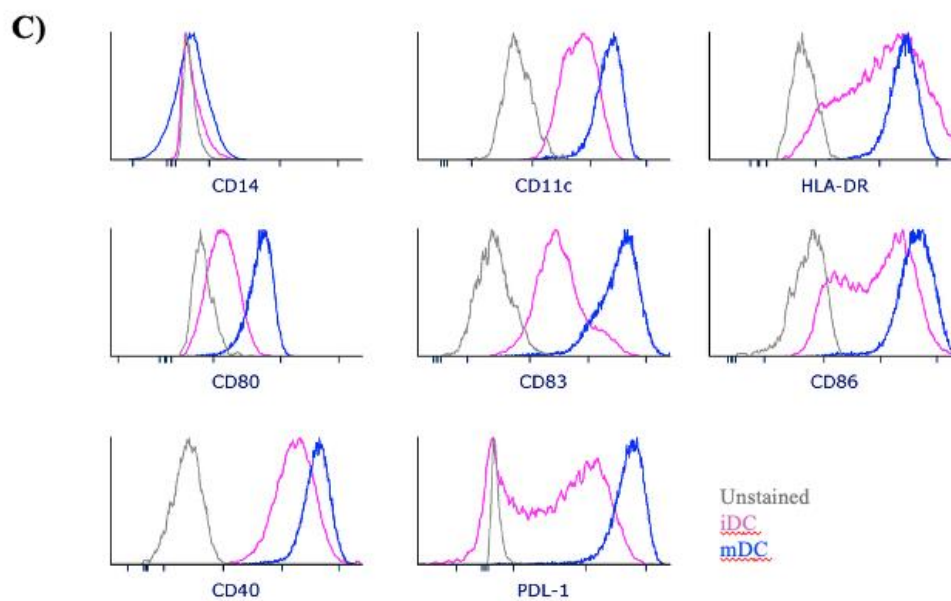 C)
CD14
CD11c
HLA-DR
CD80
CD83
CD86
CD40
PDL-1
Unstained
iDC
mDC